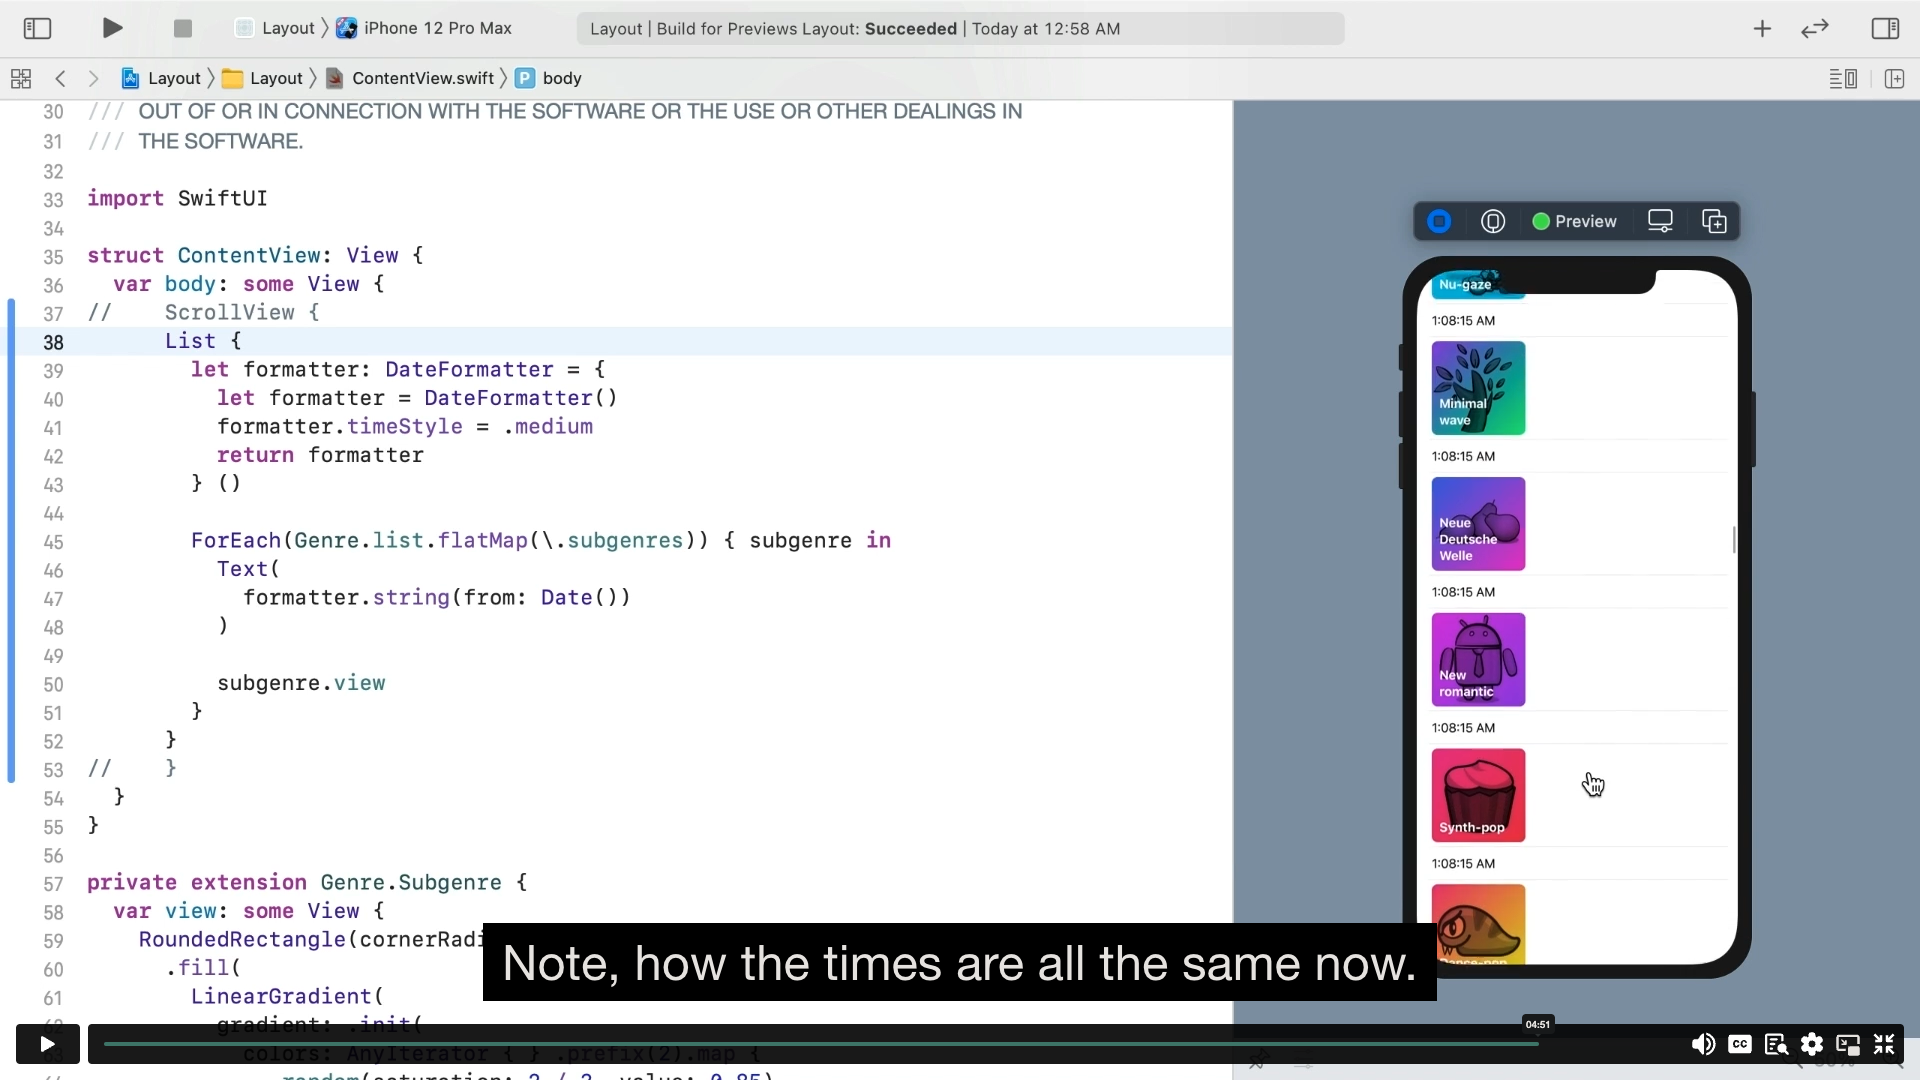 Layout 〉 iPhone 12 Pro Max
Layout | Build for Previews Layout: Succeeded | Today at 12:58 AM
Layout 〉 Layout 〉 ContentView.swift 〉 P body
30 /// OUT OF OR IN CONNECTION WITH THE SOFTWARE OR THE USE OR OTHER DEALINGS IN
31 /// THE SOFTWARE.
32
33 import SwiftUI
34
35 struct ContentView: View {
36 var body: some View {
37 // ScrollView {
38 List {
39 let formatter: DateFormatter = {
40 let formatter = DateFormatter()
41 formatter.timeStyle = .medium
42 return formatter
43 } ()
44
45 ForEach(Genre.list.flatMap(\.subgenres)) { subgenre in
46 Text(
47 formatter.string(from: Date())
48 )
49
50 subgenre.view
51 }
52 }
53 // }
54 }
55 }
56
57 private extension Genre.Subgenre {
58 var view: some View {
59 RoundedRectangle(cornerRadi
60 .fill(
61 LinearGradient(
62 gradient: .init(
63 colors: AnyIterator { } .prefix(2).map {
Preview
Nu-gaze
1:08:15 AM
Minimal
wave
1:08:15 AM
Neue
Deutsche
Welle
1:08:15 AM
New
romantic
1:08:15 AM
Synth-pop
1:08:15 AM
Dance-pop
Note, how the times are all the same now.
04:51
CC